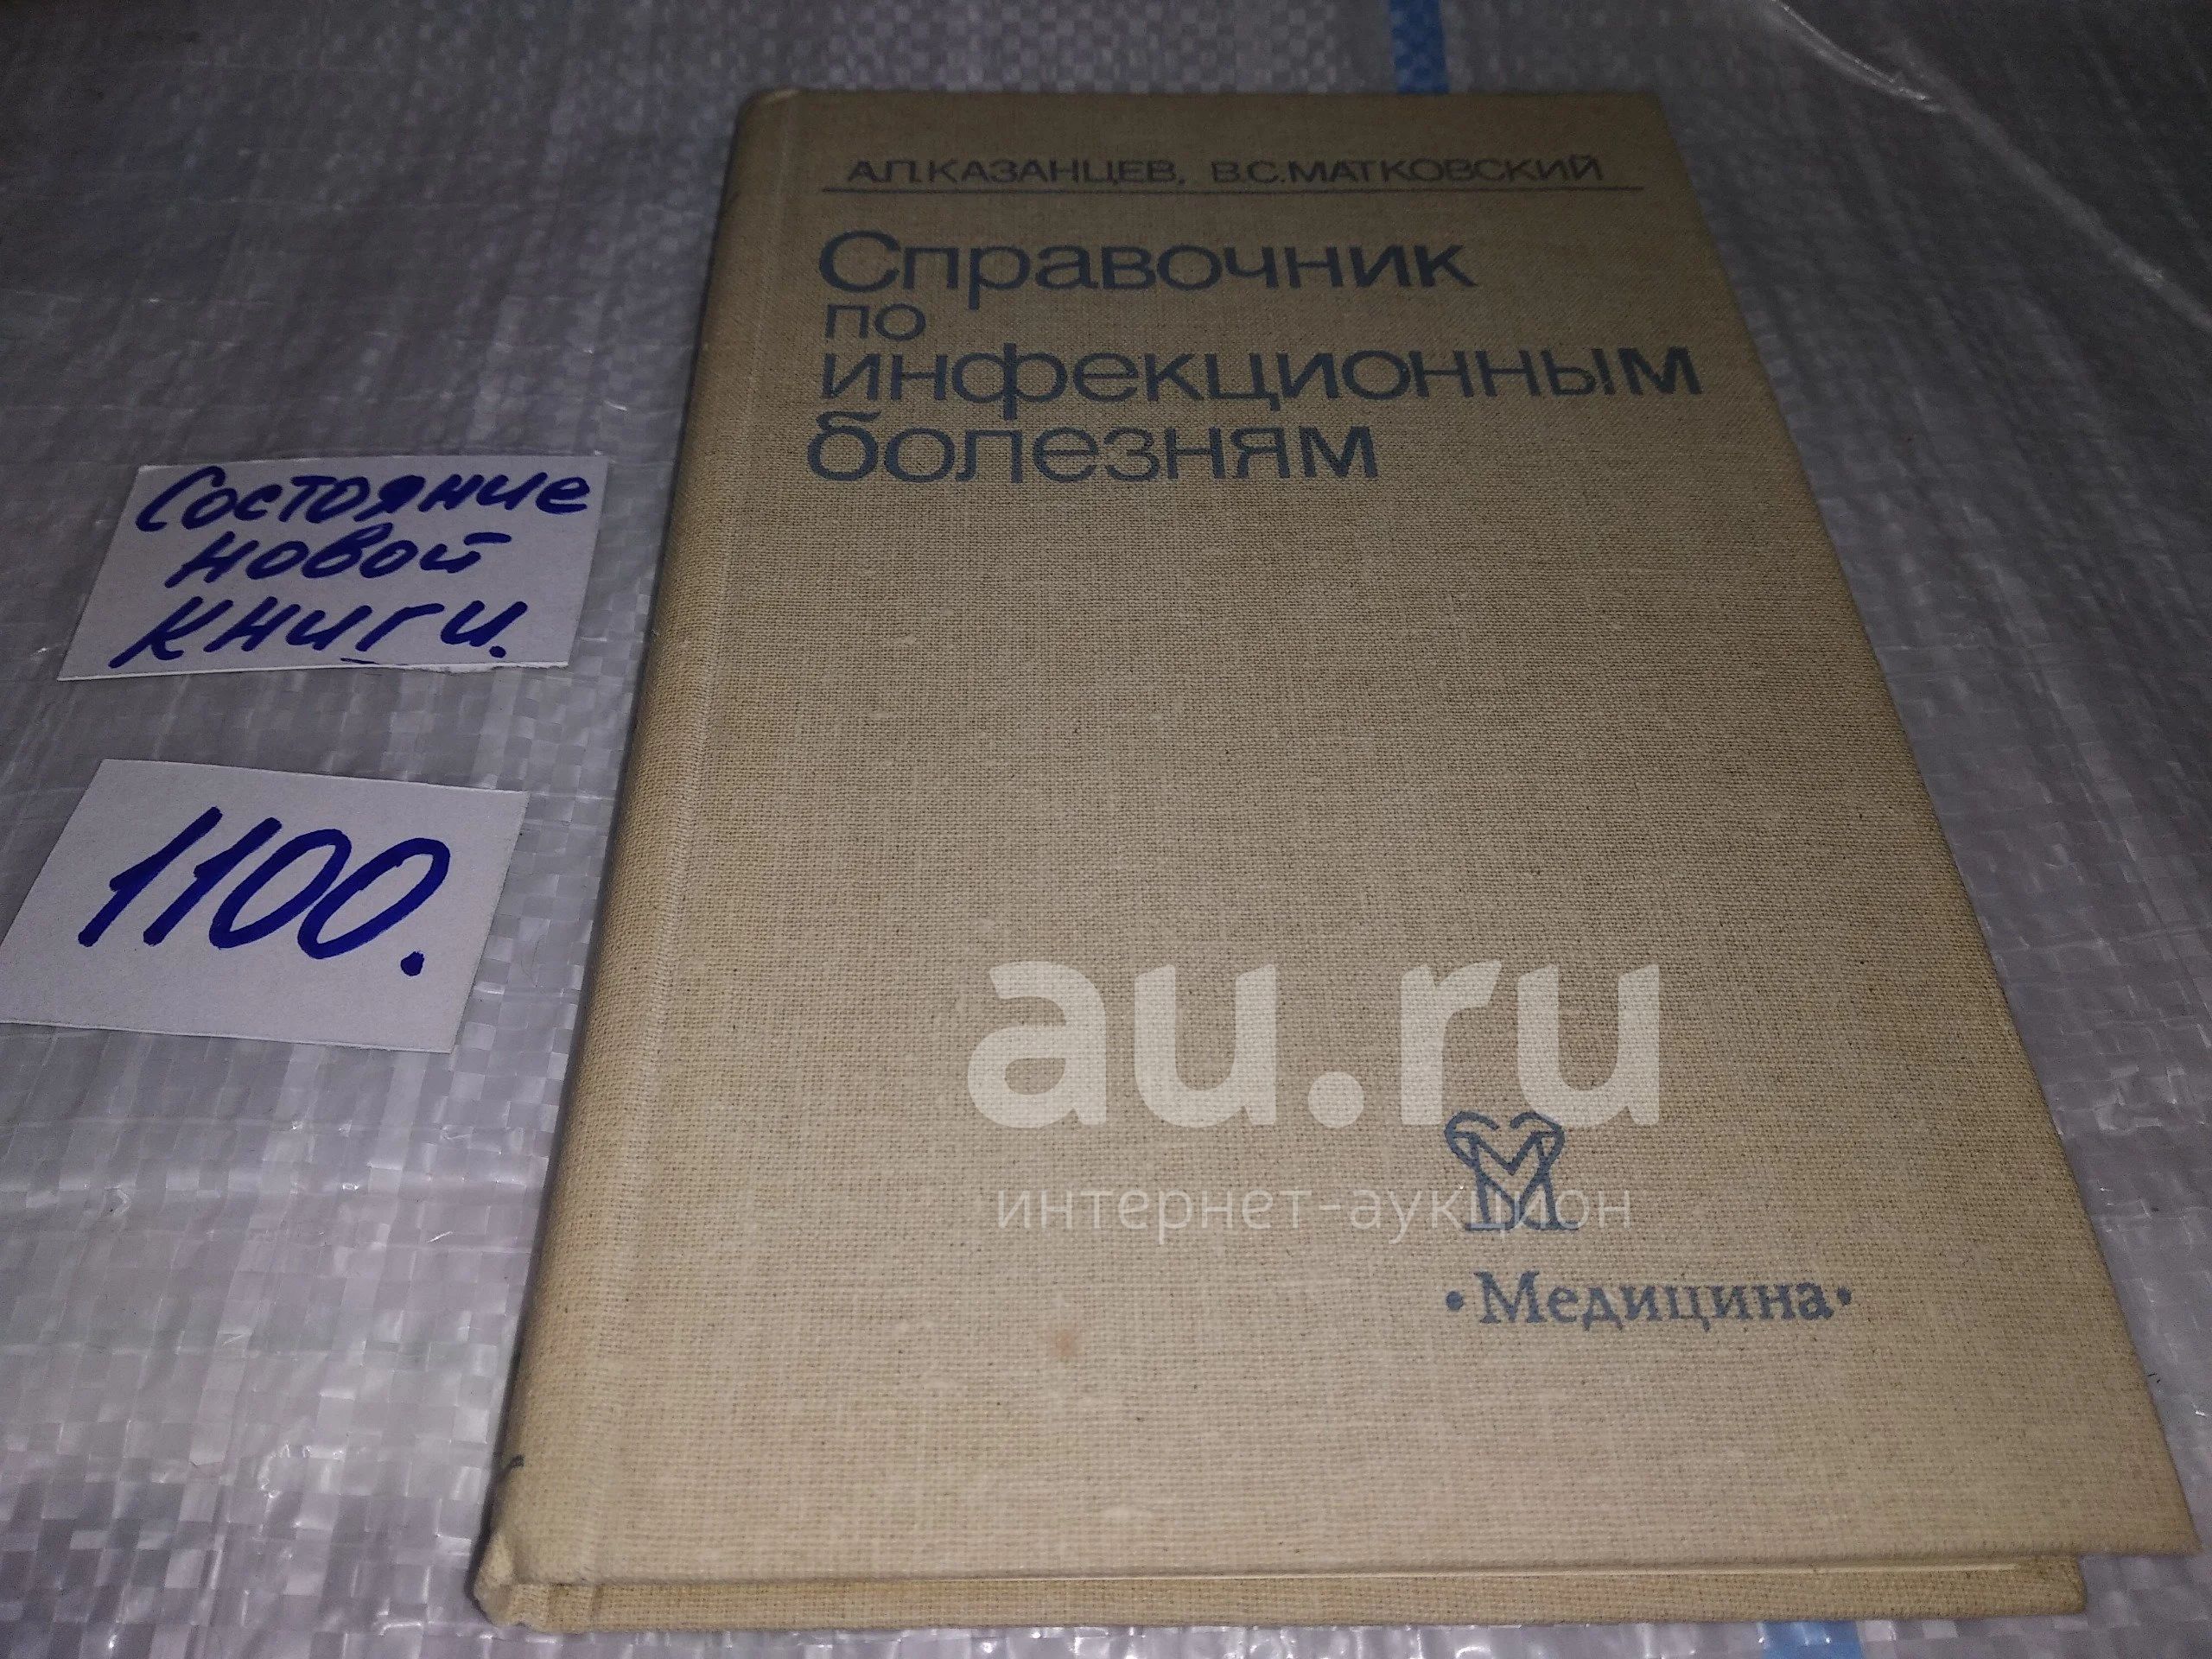 А.П.КАЗАНЦЕВ, В.С.МАТКОВСКИЙ
Справочник
по
инфекционным
болезням
Состояние
новой
книги.
1100.
au.ru
интернет-аукцион
М
•Медицина•